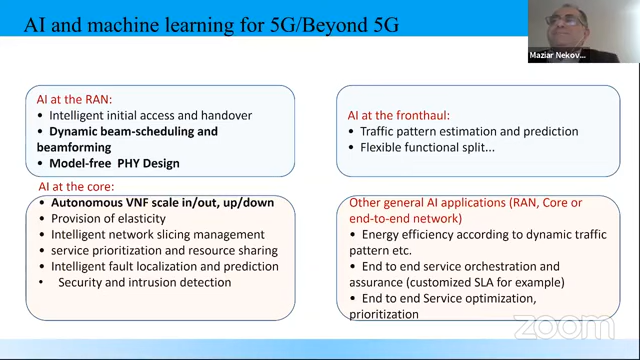 AI and machine learning for 5G/Beyond 5G
Maziar Nekov...
AI at the RAN:
• Intelligent initial access and handover
• Dynamic beam-scheduling and
beamforming
• Model-free PHY Design
AI at the fronthaul:
• Traffic pattern estimation and prediction
• Flexible functional split...
AI at the core:
• Autonomous VNF scale in/out, up/down
• Provision of elasticity
• Intelligent network slicing management
• service prioritization and resource sharing
• Intelligent fault localization and prediction
• Security and intrusion detection
Other general AI applications (RAN, Core or
end-to-end network)
• Energy efficiency according to dynamic traffic
pattern etc.
• End to end service orchestration and
assurance (customized SLA for example)
• End to end Service optimization,
prioritization
zoom